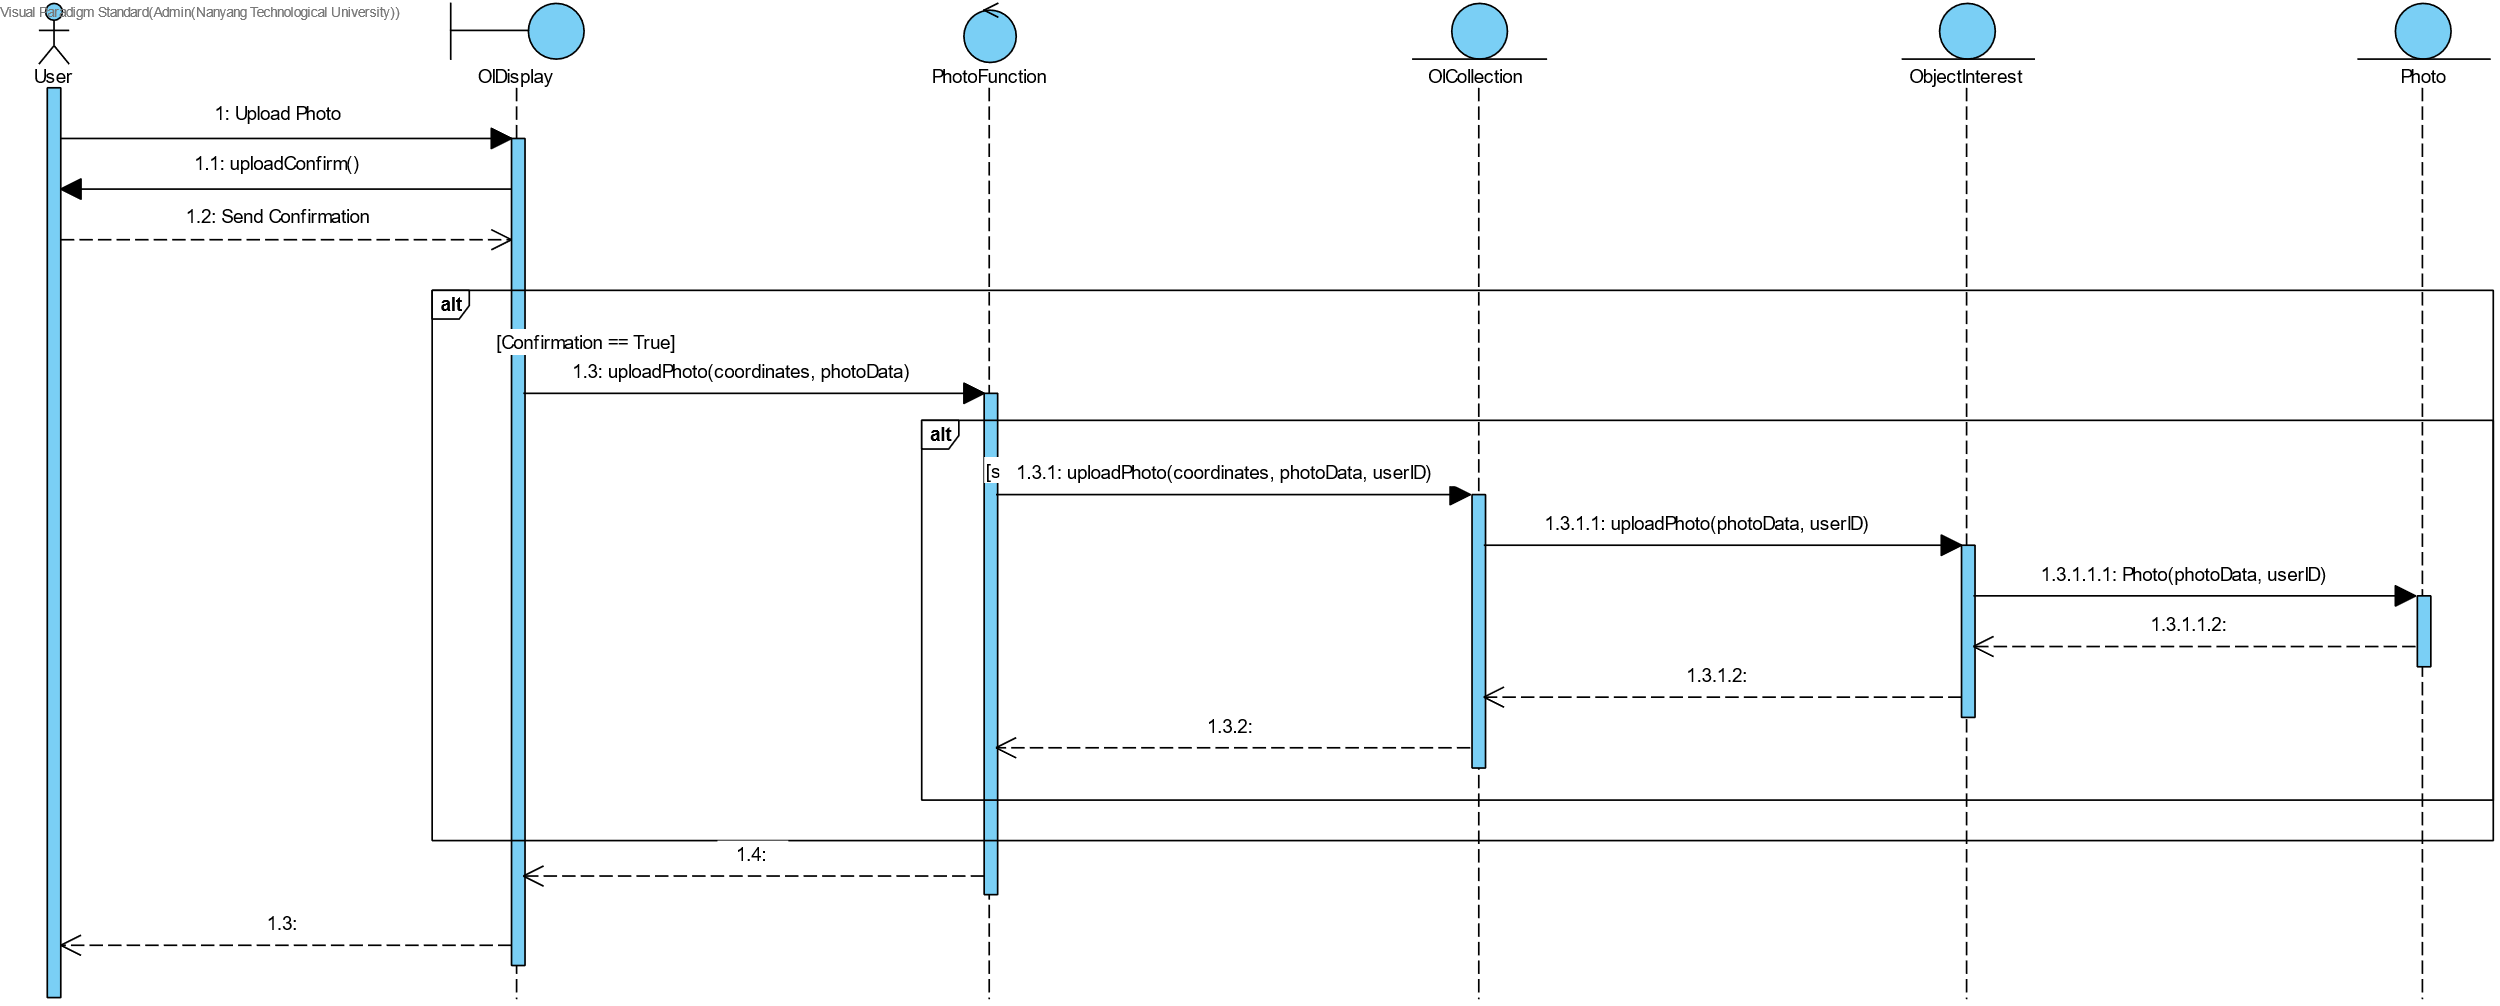 Visual Paradigm Standard(Admin(Nanyang Technological University))
User
OIDisplay
PhotoFunction
OICollection
ObjectInterest
Photo
1: Upload Photo
1.1: uploadConfirm()
1.2: Send Confirmation
alt
[Confirmation == True]
1.3: uploadPhoto(coordinates, photoData)
alt
[s 1.3.1: uploadPhoto(coordinates, photoData, userID)
1.3.1.1: uploadPhoto(photoData, userID)
1.3.1.1.1: Photo(photoData, userID)
1.3.1.1.2:
1.3.1.2:
1.3.2:
1.4:
1.3: